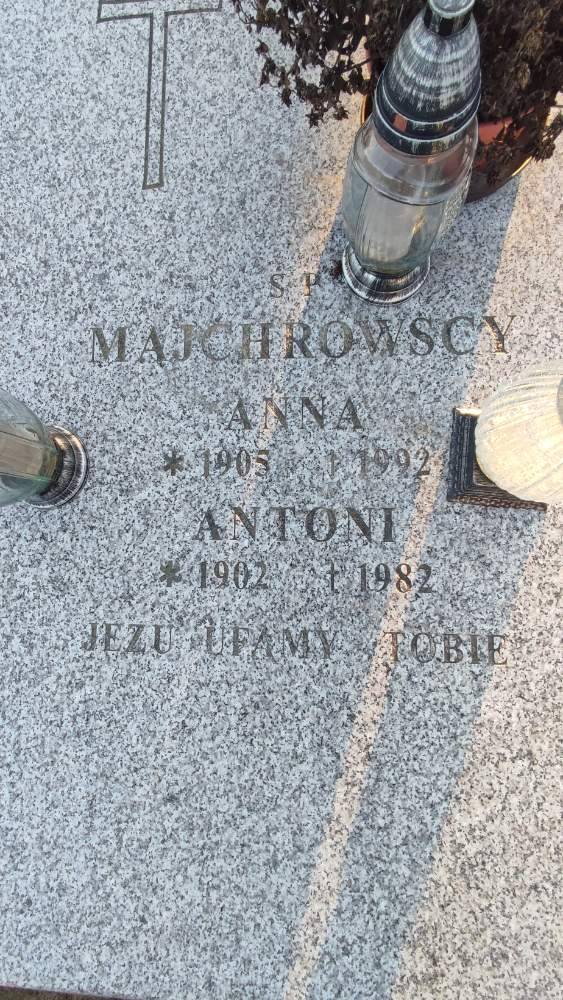 S P
MAJCHROWSCY
ANNA
* 1905 † 1992
ANTONI
* 1902 † 1982
JEZU UFAMY TOBIE